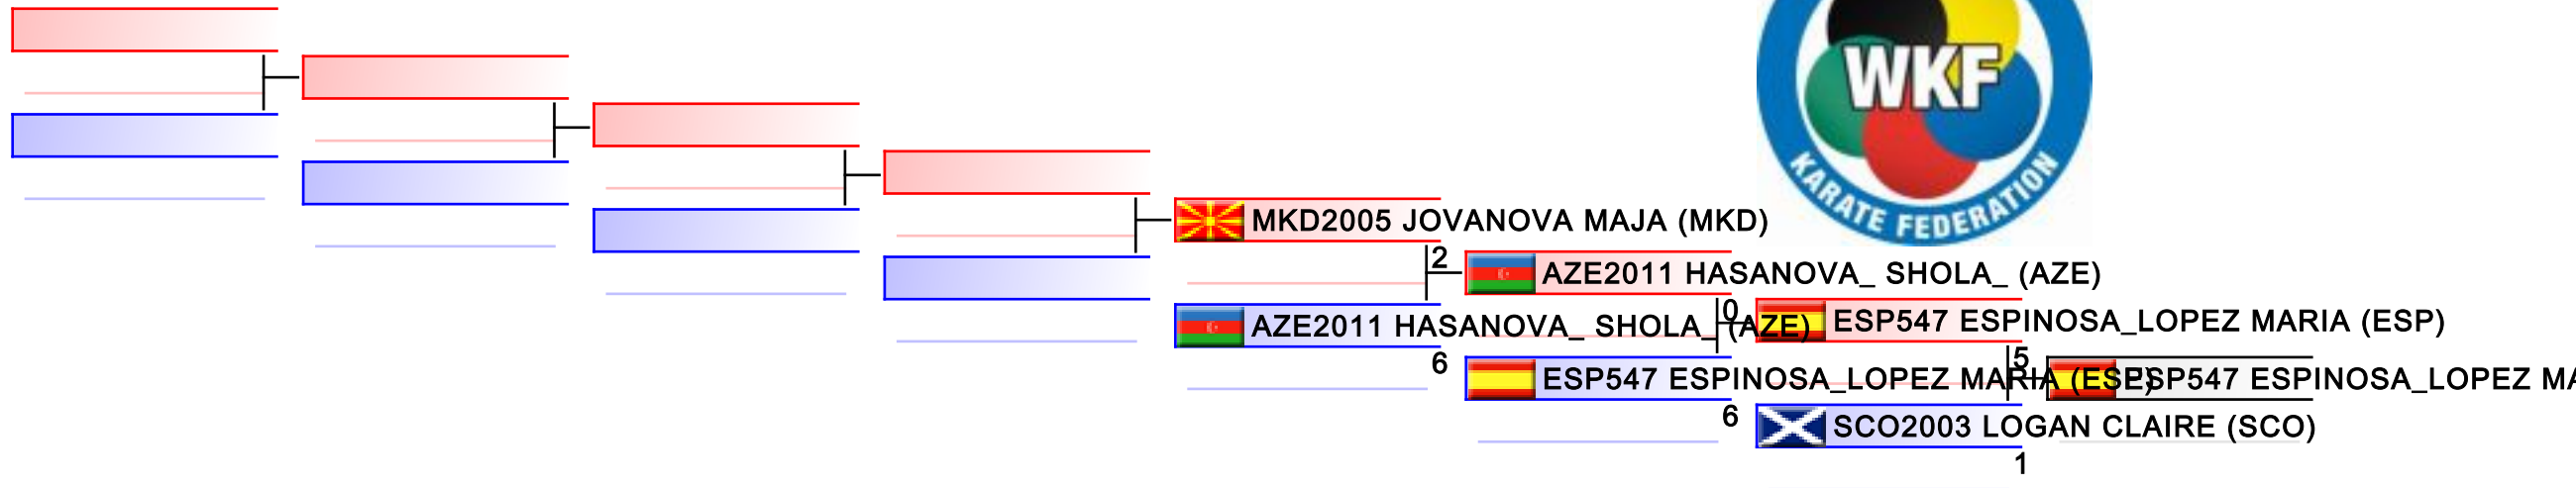 WKF
KARATE FEDERATION
MKD2005 JOVANOVA MAJA (MKD)
2
AZE2011 HASANOVA_ SHOLA_ (AZE)
AZE2011 HASANOVA_ SHOLA_ (AZE)
6
0
ESP547 ESPINOSA_LOPEZ MARIA (ESP)
ESP547 ESPINOSA_LOPEZ MARIA (ESP)
6
5
ESP547 ESPINOSA_LOPEZ MA
SCO2003 LOGAN CLAIRE (SCO)
1